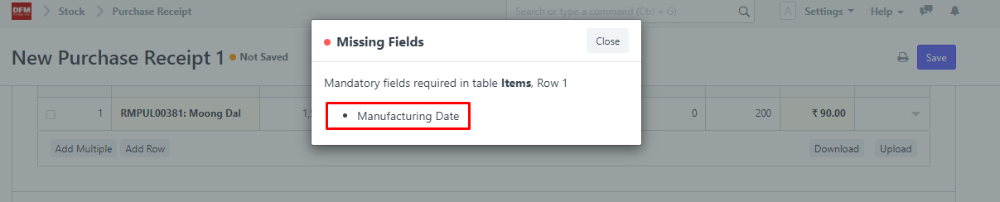 DFM
Stock
Purchase Receipt
Search or type a command (Ctrl + G)
A
Settings
Help
New Purchase Receipt 1
Not Saved
Save
Missing Fields
Close
Mandatory fields required in table Items, Row 1
• Manufacturing Date
1 RMPUL00381: Moong Dal 0 200 ₹ 90.00
Add Multiple Add Row Download Upload